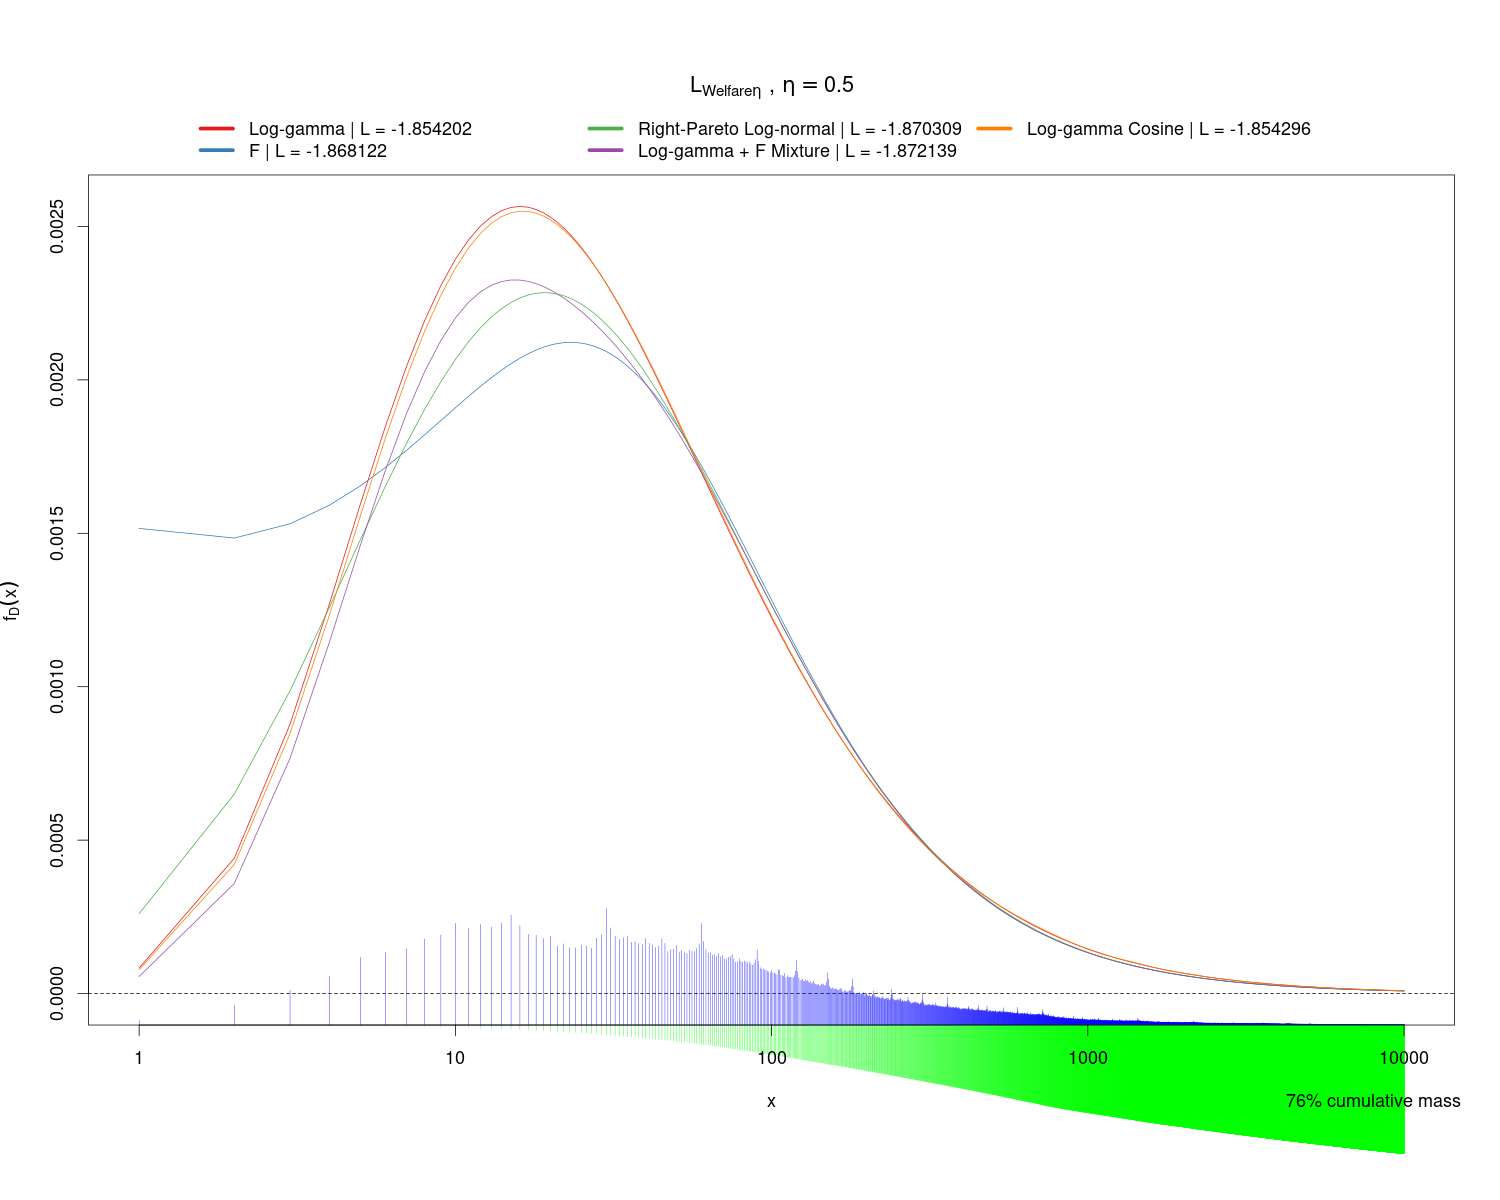 L_Welfareη , η = 0.5
Log-gamma | L = -1.854202
Right-Pareto Log-normal | L = -1.870309
Log-gamma Cosine | L = -1.854296
F | L = -1.868122
Log-gamma + F Mixture | L = -1.872139
0.0025
0.0020
0.0015
0.0010
0.0005
0.0000
f_D(x)
1
10
100
1000
10000
x
76% cumulative mass